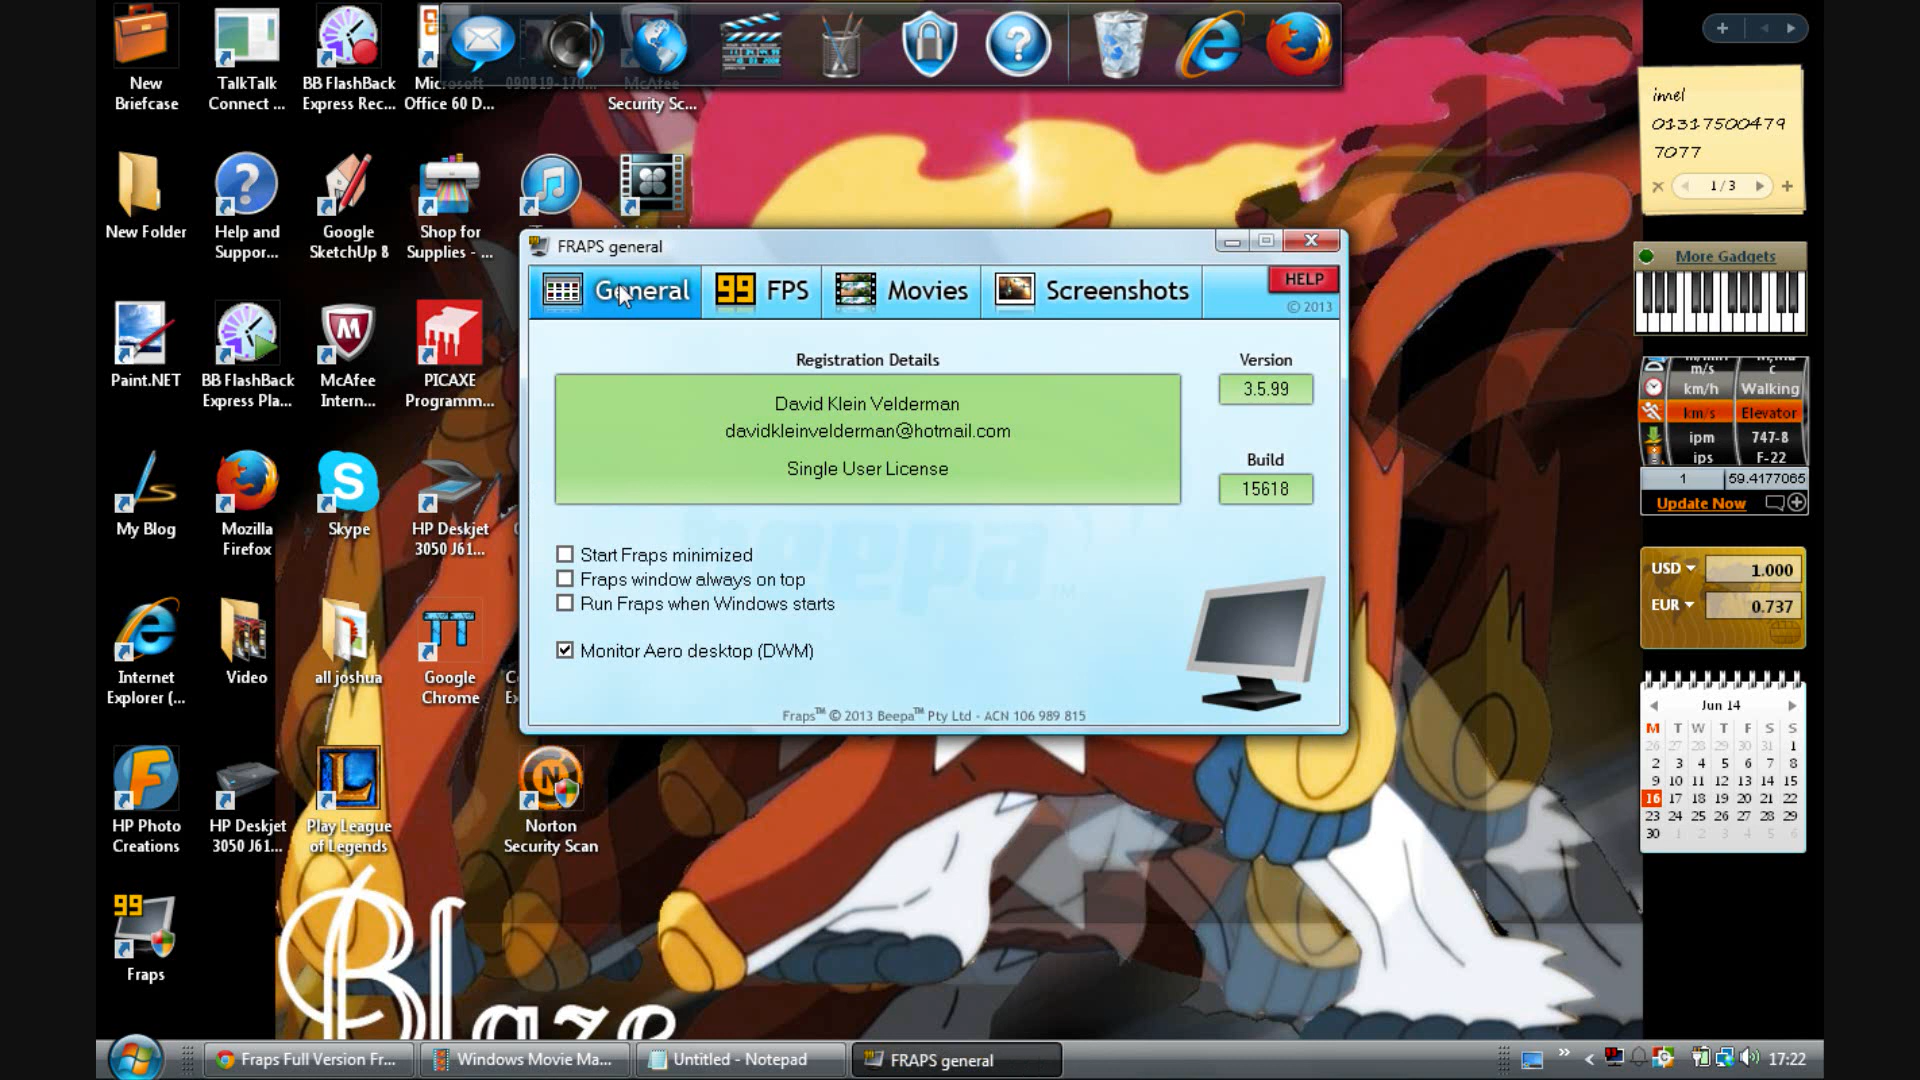 New
Briefcase
TalkTalk
Connect ...
BB FlashBack
Express Rec...
Office 60 D...
McAfee
Security Sc...
imel
01317500479
7077
1/3
New Folder
Help and
Suppor...
Google
SketchUp 8
Shop for
Supplies - ...
FRAPS general
General
99 FPS
Movies
Screenshots
HELP
© 2013
More Gadgets
Registration Details
Version
David Klein Velderman
davidkleinvelderman@hotmail.com
Single User License
3.5.99
Build
15618
Paint.NET
BB FlashBack
Express Pla...
McAfee
Intern...
PICAXE
Programm...
m/s
km/h
Walking
km/s
Elevator
ipm
747-8
ips
F-22
1
59.4177065
Update Now
My Blog
Mozilla
Firefox
Skype
HP Deskjet
3050 J61...
Start Fraps minimized
Fraps window always on top
Run Fraps when Windows starts
Monitor Aero desktop (DWM)
beepa™
Fraps™ © 2013 Beepa™ Pty Ltd - ACN 106 989 815
USD
1.000
EUR
0.737
Internet
Explorer (...
Video
all joshua
Google
Chrome
Jun 14
M T W T F S S
26 27 28 29 30 31 1
2 3 4 5 6 7 8
9 10 11 12 13 14 15
16 17 18 19 20 21 22
23 24 25 26 27 28 29
30 1 2 3 4 5 6
HP Photo
Creations
HP Deskjet
3050 J61...
Play League
of Legends
Norton
Security Scan
99
Fraps
Blaze
Fraps Full Version Fr...
Windows Movie Ma...
Untitled - Notepad
FRAPS general
17:22